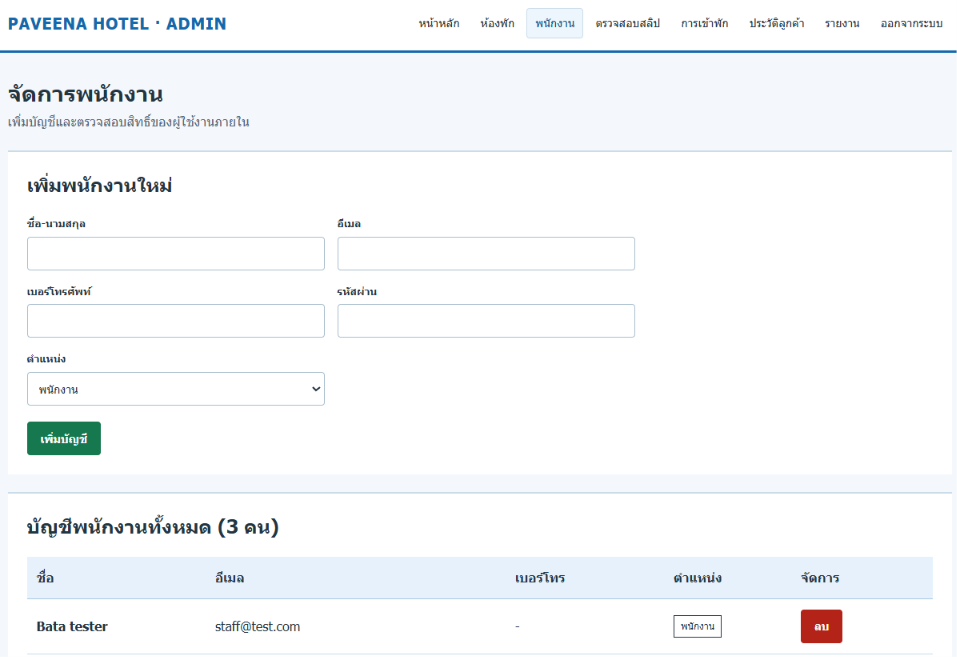 PAVEENA HOTEL · ADMIN
หน้าหลัก ห้องพัก พนักงาน ตรวจสอบสลิป การเข้าพัก ประวัติลูกค้า รายงาน ออกจากระบบ
จัดการพนักงาน
เพิ่มบัญชีและตรวจสอบสิทธิ์ของผู้ใช้งานภายใน
เพิ่มพนักงานใหม่
ชื่อ-นามสกุล อีเมล
เบอร์โทรศัพท์ รหัสผ่าน
ตำแหน่ง
พนักงาน
เพิ่มบัญชี
บัญชีพนักงานทั้งหมด (3 คน)
ชื่อ อีเมล เบอร์โทร ตำแหน่ง จัดการ
Bata tester staff@test.com - พนักงาน ลบ